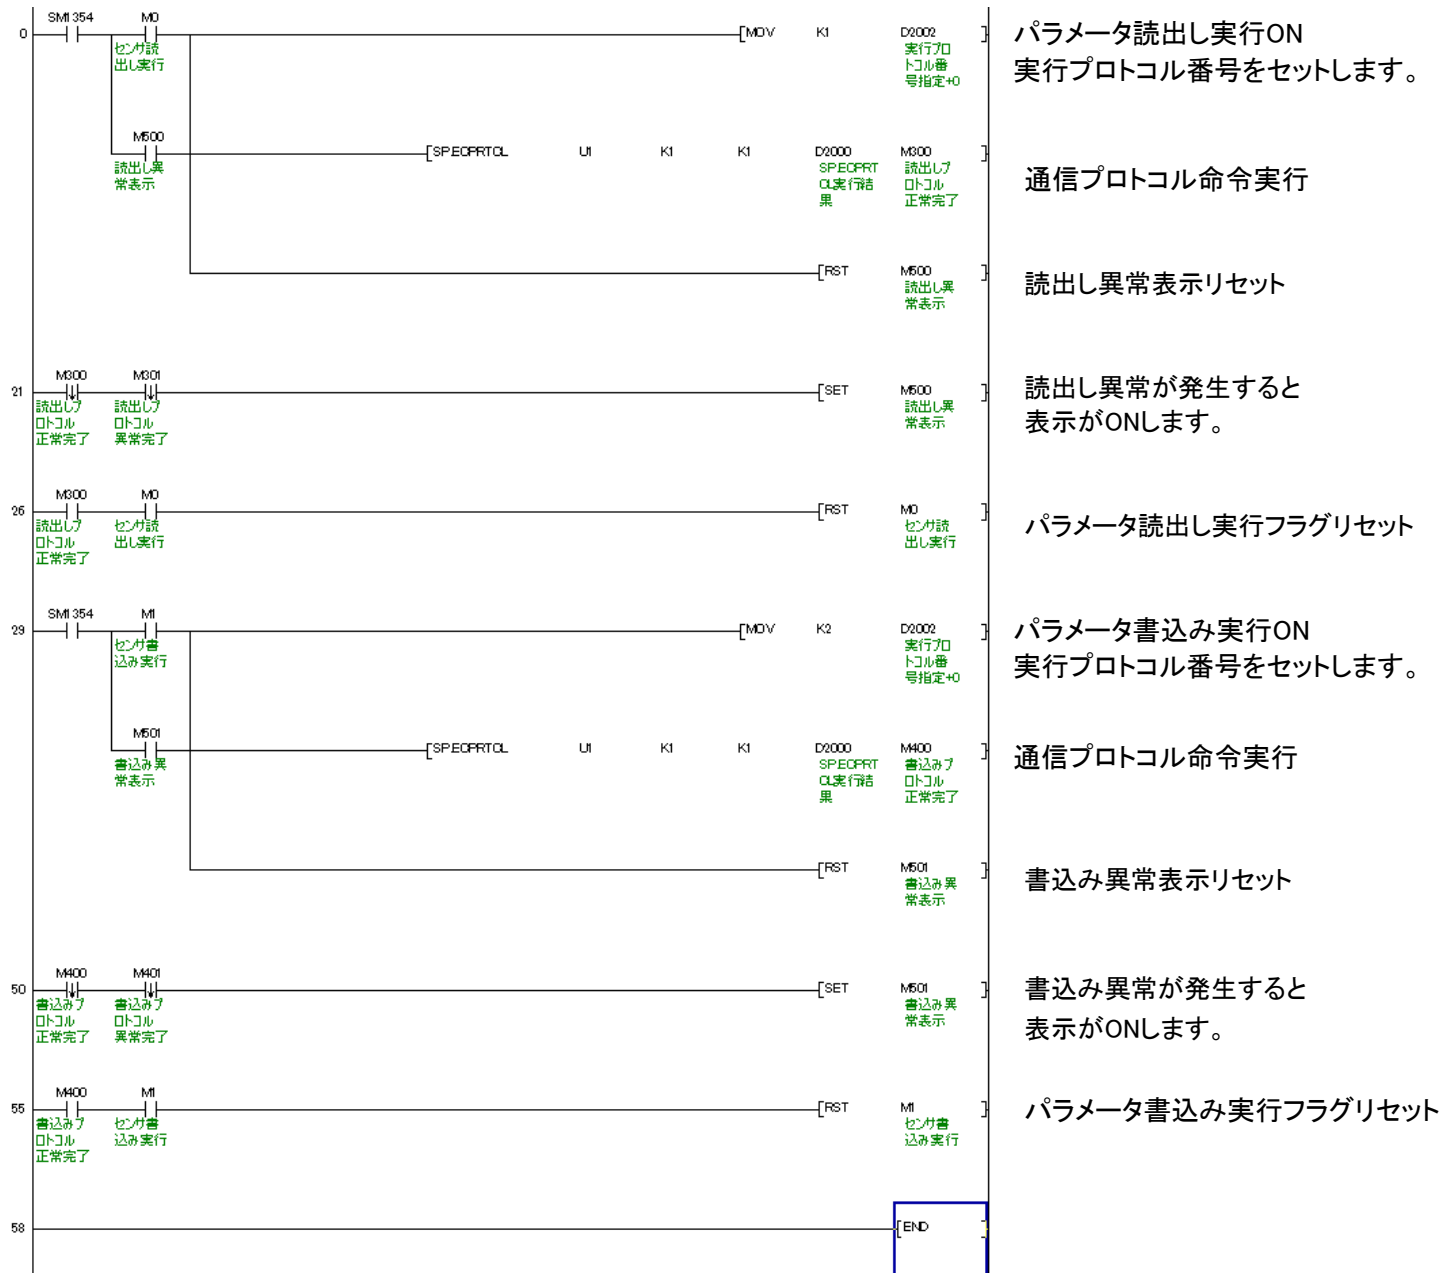 SM1354 M0
0 [MOV K1 D2002 ] パラメータ読出し実行ON
センサ読 実行プロ
出し実行 トコル番 実行プロトコル番号をセットします。
号指定+0
M500
[SP.ECPRTCL U1 K1 K1 D2000 M300 ] 通信プロトコル命令実行
読出し異 SP.ECPRT 読出しプ
常表示 CL実行結 ロトコル
果 正常完了
[RST M500 ] 読出し異常表示リセット
読出し異
常表示
M300 M301
21 [SET M500 ] 読出し異常が発生すると
読出しプ 読出しプ 読出し異
ロトコル ロトコル 常表示 表示がONします。
正常完了 異常完了
M300 M0
26 [RST M0 ] パラメータ読出し実行フラグリセット
読出しプ センサ読 センサ読
ロトコル 出し実行 出し実行
正常完了
SM1354 M1
29 [MOV K2 D2002 ] パラメータ書込み実行ON
センサ書 実行プロ
込み実行 トコル番 実行プロトコル番号をセットします。
号指定+0
M501
[SP.ECPRTCL U1 K1 K1 D2000 M400 ] 通信プロトコル命令実行
書込み異 SP.ECPRT 書込みプ
常表示 CL実行結 ロトコル
果 正常完了
[RST M501 ] 書込み異常表示リセット
書込み異
常表示
M400 M401
50 [SET M501 ] 書込み異常が発生すると
書込みプ 書込みプ 書込み異
ロトコル ロトコル 常表示 表示がONします。
正常完了 異常完了
M400 M1
55 [RST M1 ] パラメータ書込み実行フラグリセット
書込みプ センサ書 センサ書
ロトコル 込み実行 込み実行
正常完了
58 [END ]